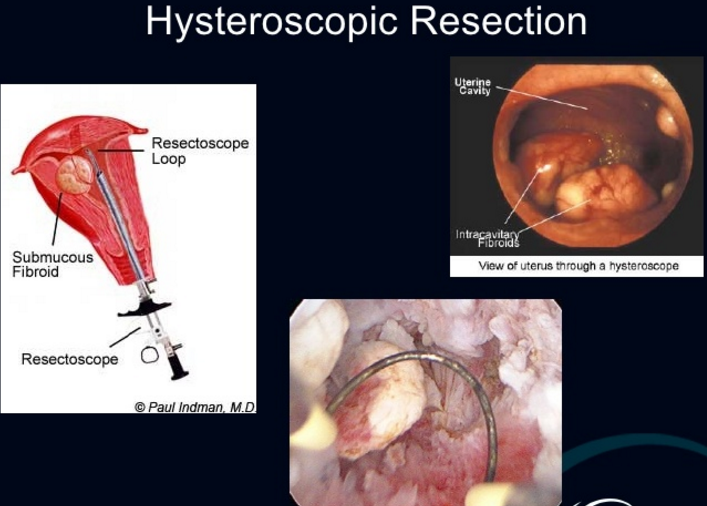 Hysteroscopic Resection
Resectoscope
Loop
Submucous
Fibroid
Resectoscope
© Paul Indman, M.D.
Uterine
Cavity
Intracavitary
Fibroids
View of uterus through a hysteroscope